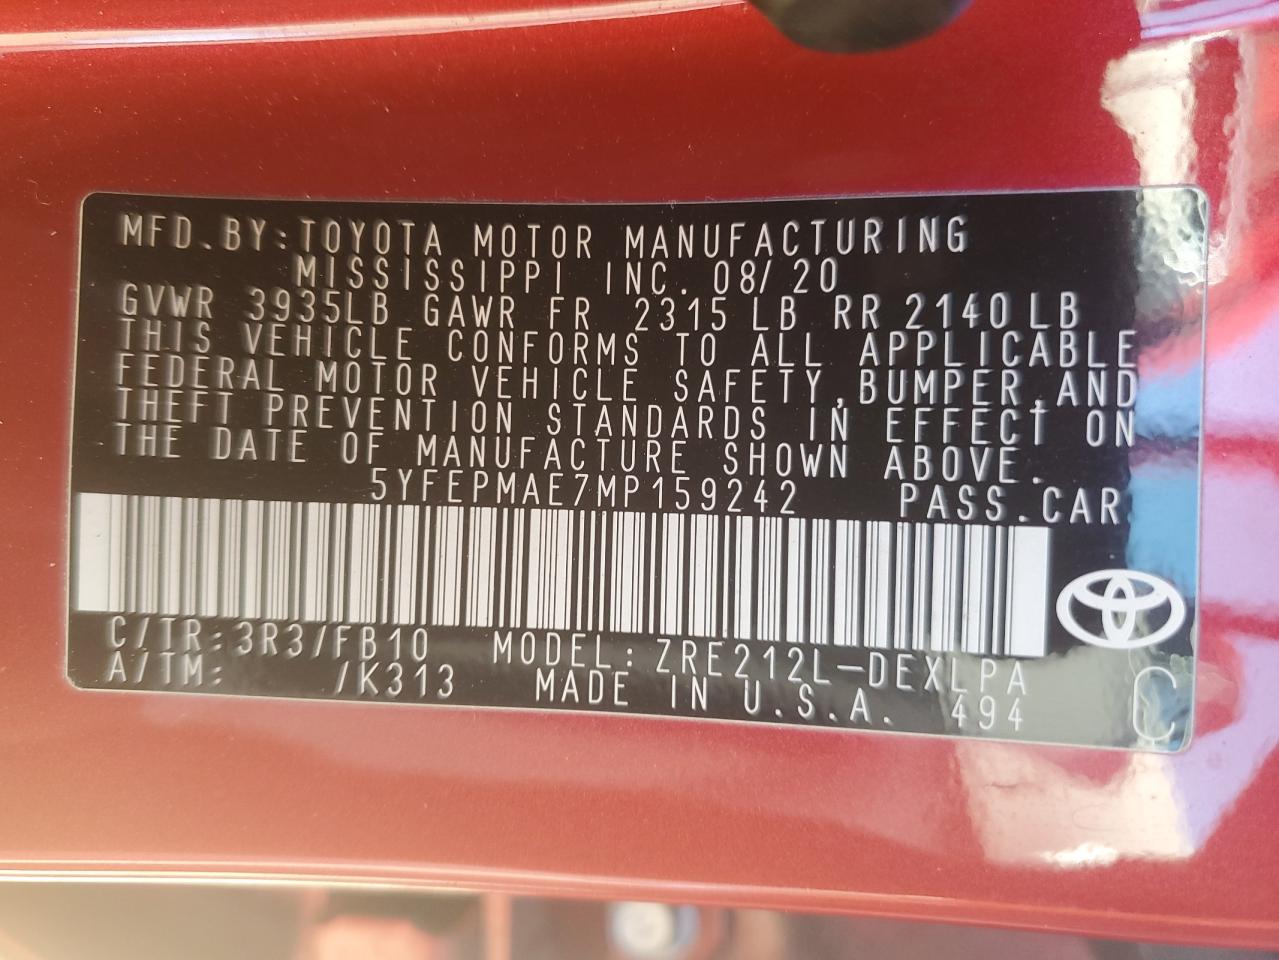 MFD.BY:TOYOTA MOTOR MANUFACTURING
MISSISSIPPI INC. 08/20
GVWR 3935LB GAWR FR 2315 LB RR 2140 LB
THIS VEHICLE CONFORMS TO ALL APPLICABLE
FEDERAL MOTOR VEHICLE SAFETY,BUMPER,AND
THEFT PREVENTION STANDARDS IN EFFECT ON
THE DATE OF MANUFACTURE SHOWN ABOVE.
5YFEPMAE7MP159242 PASS.CAR
C/TR:3R3/FB10 MODEL:ZRE212L-DEXLPA
A/TM: /K313 MADE IN U.S.A. 494
C